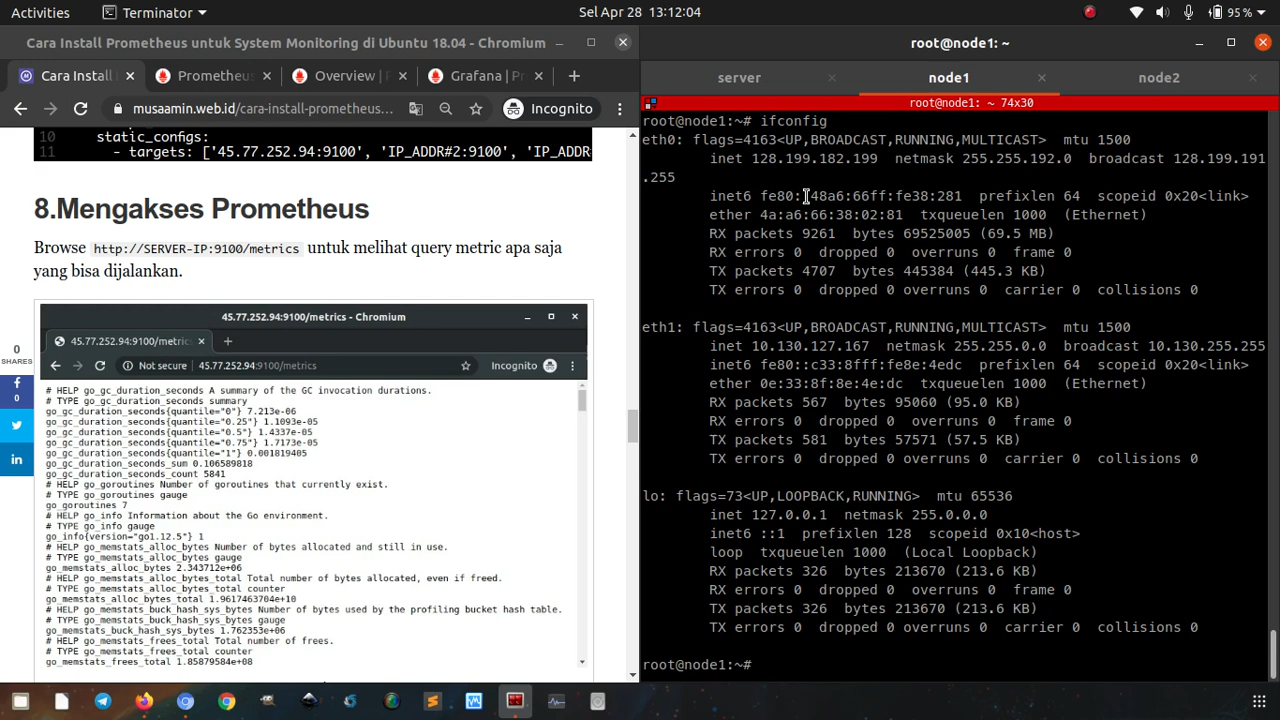 Activities
Terminator
Sel Apr 28 13:12:04
95 %
Cara Install Prometheus untuk System Monitoring di Ubuntu 18.04 - Chromium
Cara Install
Prometheus
Overview | P
Grafana | Pr
musaamin.web.id/cara-install-prometheus…
Incognito
10 static_configs:
11 - targets: ['45.77.252.94:9100', 'IP_ADDR#2:9100', 'IP_ADDR
8.Mengakses Prometheus
Browse http://SERVER-IP:9100/metrics untuk melihat query metric apa saja
yang bisa dijalankan.
0
SHARES
0
45.77.252.94:9100/metrics - Chromium
45.77.252.94:9100/metric
Not secure 45.77.252.94:9100/metrics
Incognito
# HELP go_gc_duration_seconds A summary of the GC invocation durations.
# TYPE go_gc_duration_seconds summary
go_gc_duration_seconds{quantile="0"} 7.213e-06
go_gc_duration_seconds{quantile="0.25"} 1.1093e-05
go_gc_duration_seconds{quantile="0.5"} 1.4337e-05
go_gc_duration_seconds{quantile="0.75"} 1.7173e-05
go_gc_duration_seconds{quantile="1"} 0.001819405
go_gc_duration_seconds_sum 0.106589818
go_gc_duration_seconds_count 5841
# HELP go_goroutines Number of goroutines that currently exist.
# TYPE go_goroutines gauge
go_goroutines 7
# HELP go_info Information about the Go environment.
# TYPE go_info gauge
go_info{version="go1.12.5"} 1
# HELP go_memstats_alloc_bytes Number of bytes allocated and still in use.
# TYPE go_memstats_alloc_bytes gauge
go_memstats_alloc_bytes 2.343712e+06
# HELP go_memstats_alloc_bytes_total Total number of bytes allocated, even if freed.
# TYPE go_memstats_alloc_bytes_total counter
go_memstats_alloc_bytes_total 1.9617463704e+10
# HELP go_memstats_buck_hash_sys_bytes Number of bytes used by the profiling bucket hash table.
# TYPE go_memstats_buck_hash_sys_bytes gauge
go_memstats_buck_hash_sys_bytes 1.762353e+06
# HELP go_memstats_frees_total Total number of frees.
# TYPE go_memstats_frees_total counter
go_memstats_frees_total 1.85879584e+08
root@node1: ~
server
node1
node2
root@node1: ~ 74x30
root@node1:~# ifconfig
eth0: flags=4163<UP,BROADCAST,RUNNING,MULTICAST> mtu 1500
inet 128.199.182.199 netmask 255.255.192.0 broadcast 128.199.191
.255
inet6 fe80::48a6:66ff:fe38:281 prefixlen 64 scopeid 0x20<link>
ether 4a:a6:66:38:02:81 txqueuelen 1000 (Ethernet)
RX packets 9261 bytes 69525005 (69.5 MB)
RX errors 0 dropped 0 overruns 0 frame 0
TX packets 4707 bytes 445384 (445.3 KB)
TX errors 0 dropped 0 overruns 0 carrier 0 collisions 0
eth1: flags=4163<UP,BROADCAST,RUNNING,MULTICAST> mtu 1500
inet 10.130.127.167 netmask 255.255.0.0 broadcast 10.130.255.255
inet6 fe80::c33:8fff:fe8e:4edc prefixlen 64 scopeid 0x20<link>
ether 0e:33:8f:8e:4e:dc txqueuelen 1000 (Ethernet)
RX packets 567 bytes 95060 (95.0 KB)
RX errors 0 dropped 0 overruns 0 frame 0
TX packets 581 bytes 57571 (57.5 KB)
TX errors 0 dropped 0 overruns 0 carrier 0 collisions 0
lo: flags=73<UP,LOOPBACK,RUNNING> mtu 65536
inet 127.0.0.1 netmask 255.0.0.0
inet6 ::1 prefixlen 128 scopeid 0x10<host>
loop txqueuelen 1000 (Local Loopback)
RX packets 326 bytes 213670 (213.6 KB)
RX errors 0 dropped 0 overruns 0 frame 0
TX packets 326 bytes 213670 (213.6 KB)
TX errors 0 dropped 0 overruns 0 carrier 0 collisions 0
root@node1:~#